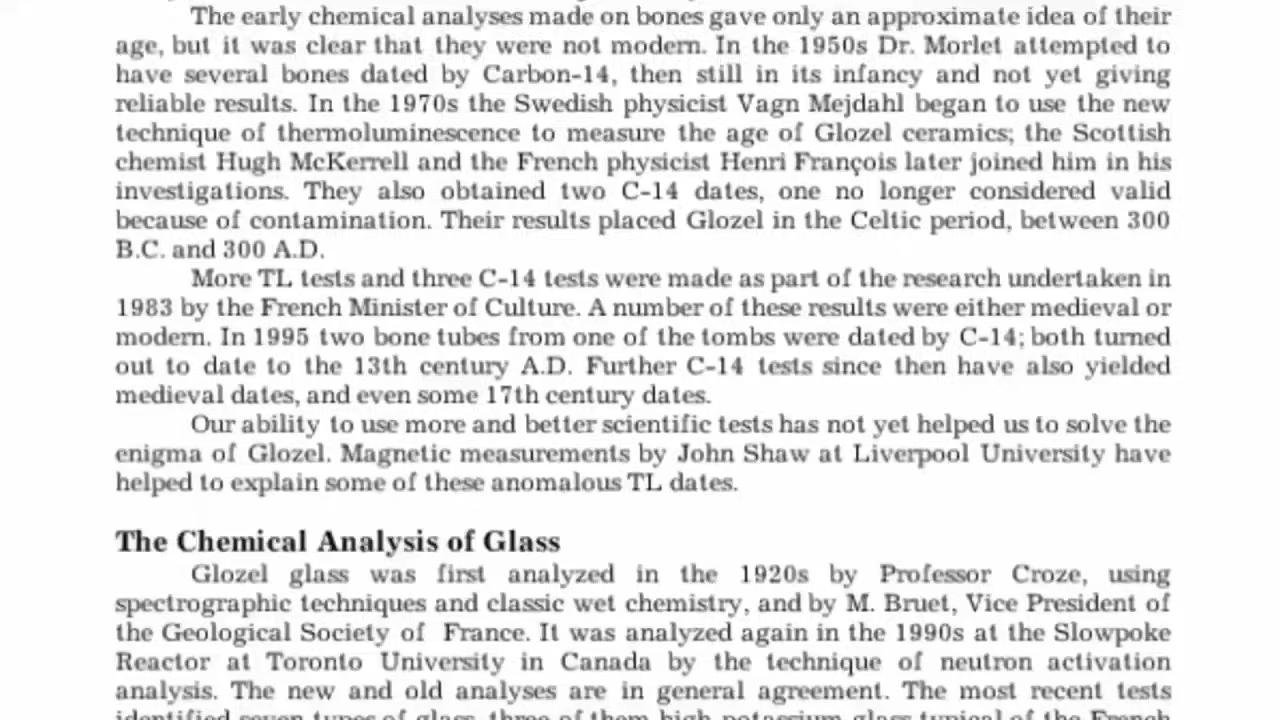 The early chemical analyses made on bones gave only an approximate idea of their
age, but it was clear that they were not modern. In the 1950s Dr. Morlet attempted to
have several bones dated by Carbon-14, then still in its infancy and not yet giving
reliable results. In the 1970s the Swedish physicist Vagn Mejdahl began to use the new
technique of thermoluminescence to measure the age of Glozel ceramics; the Scottish
chemist Hugh McKerrell and the French physicist Henri François later joined him in his
investigations. They also obtained two C-14 dates, one no longer considered valid
because of contamination. Their results placed Glozel in the Celtic period, between 300
B.C. and 300 A.D.
More TL tests and three C-14 tests were made as part of the research undertaken in
1983 by the French Minister of Culture. A number of these results were either medieval or
modern. In 1995 two bone tubes from one of the tombs were dated by C-14; both turned
out to date to the 13th century A.D. Further C-14 tests since then have also yielded
medieval dates, and even some 17th century dates.
Our ability to use more and better scientific tests has not yet helped us to solve the
enigma of Glozel. Magnetic measurements by John Shaw at Liverpool University have
helped to explain some of these anomalous TL dates.
The Chemical Analysis of Glass
Glozel glass was first analyzed in the 1920s by Professor Croze, using
spectrographic techniques and classic wet chemistry, and by M. Bruet, Vice President of
the Geological Society of France. It was analyzed again in the 1990s at the Slowpoke
Reactor at Toronto University in Canada by the technique of neutron activation
analysis. The new and old analyses are in general agreement. The most recent tests
identified seven types of glass, three of them high potassium glass typical of the French